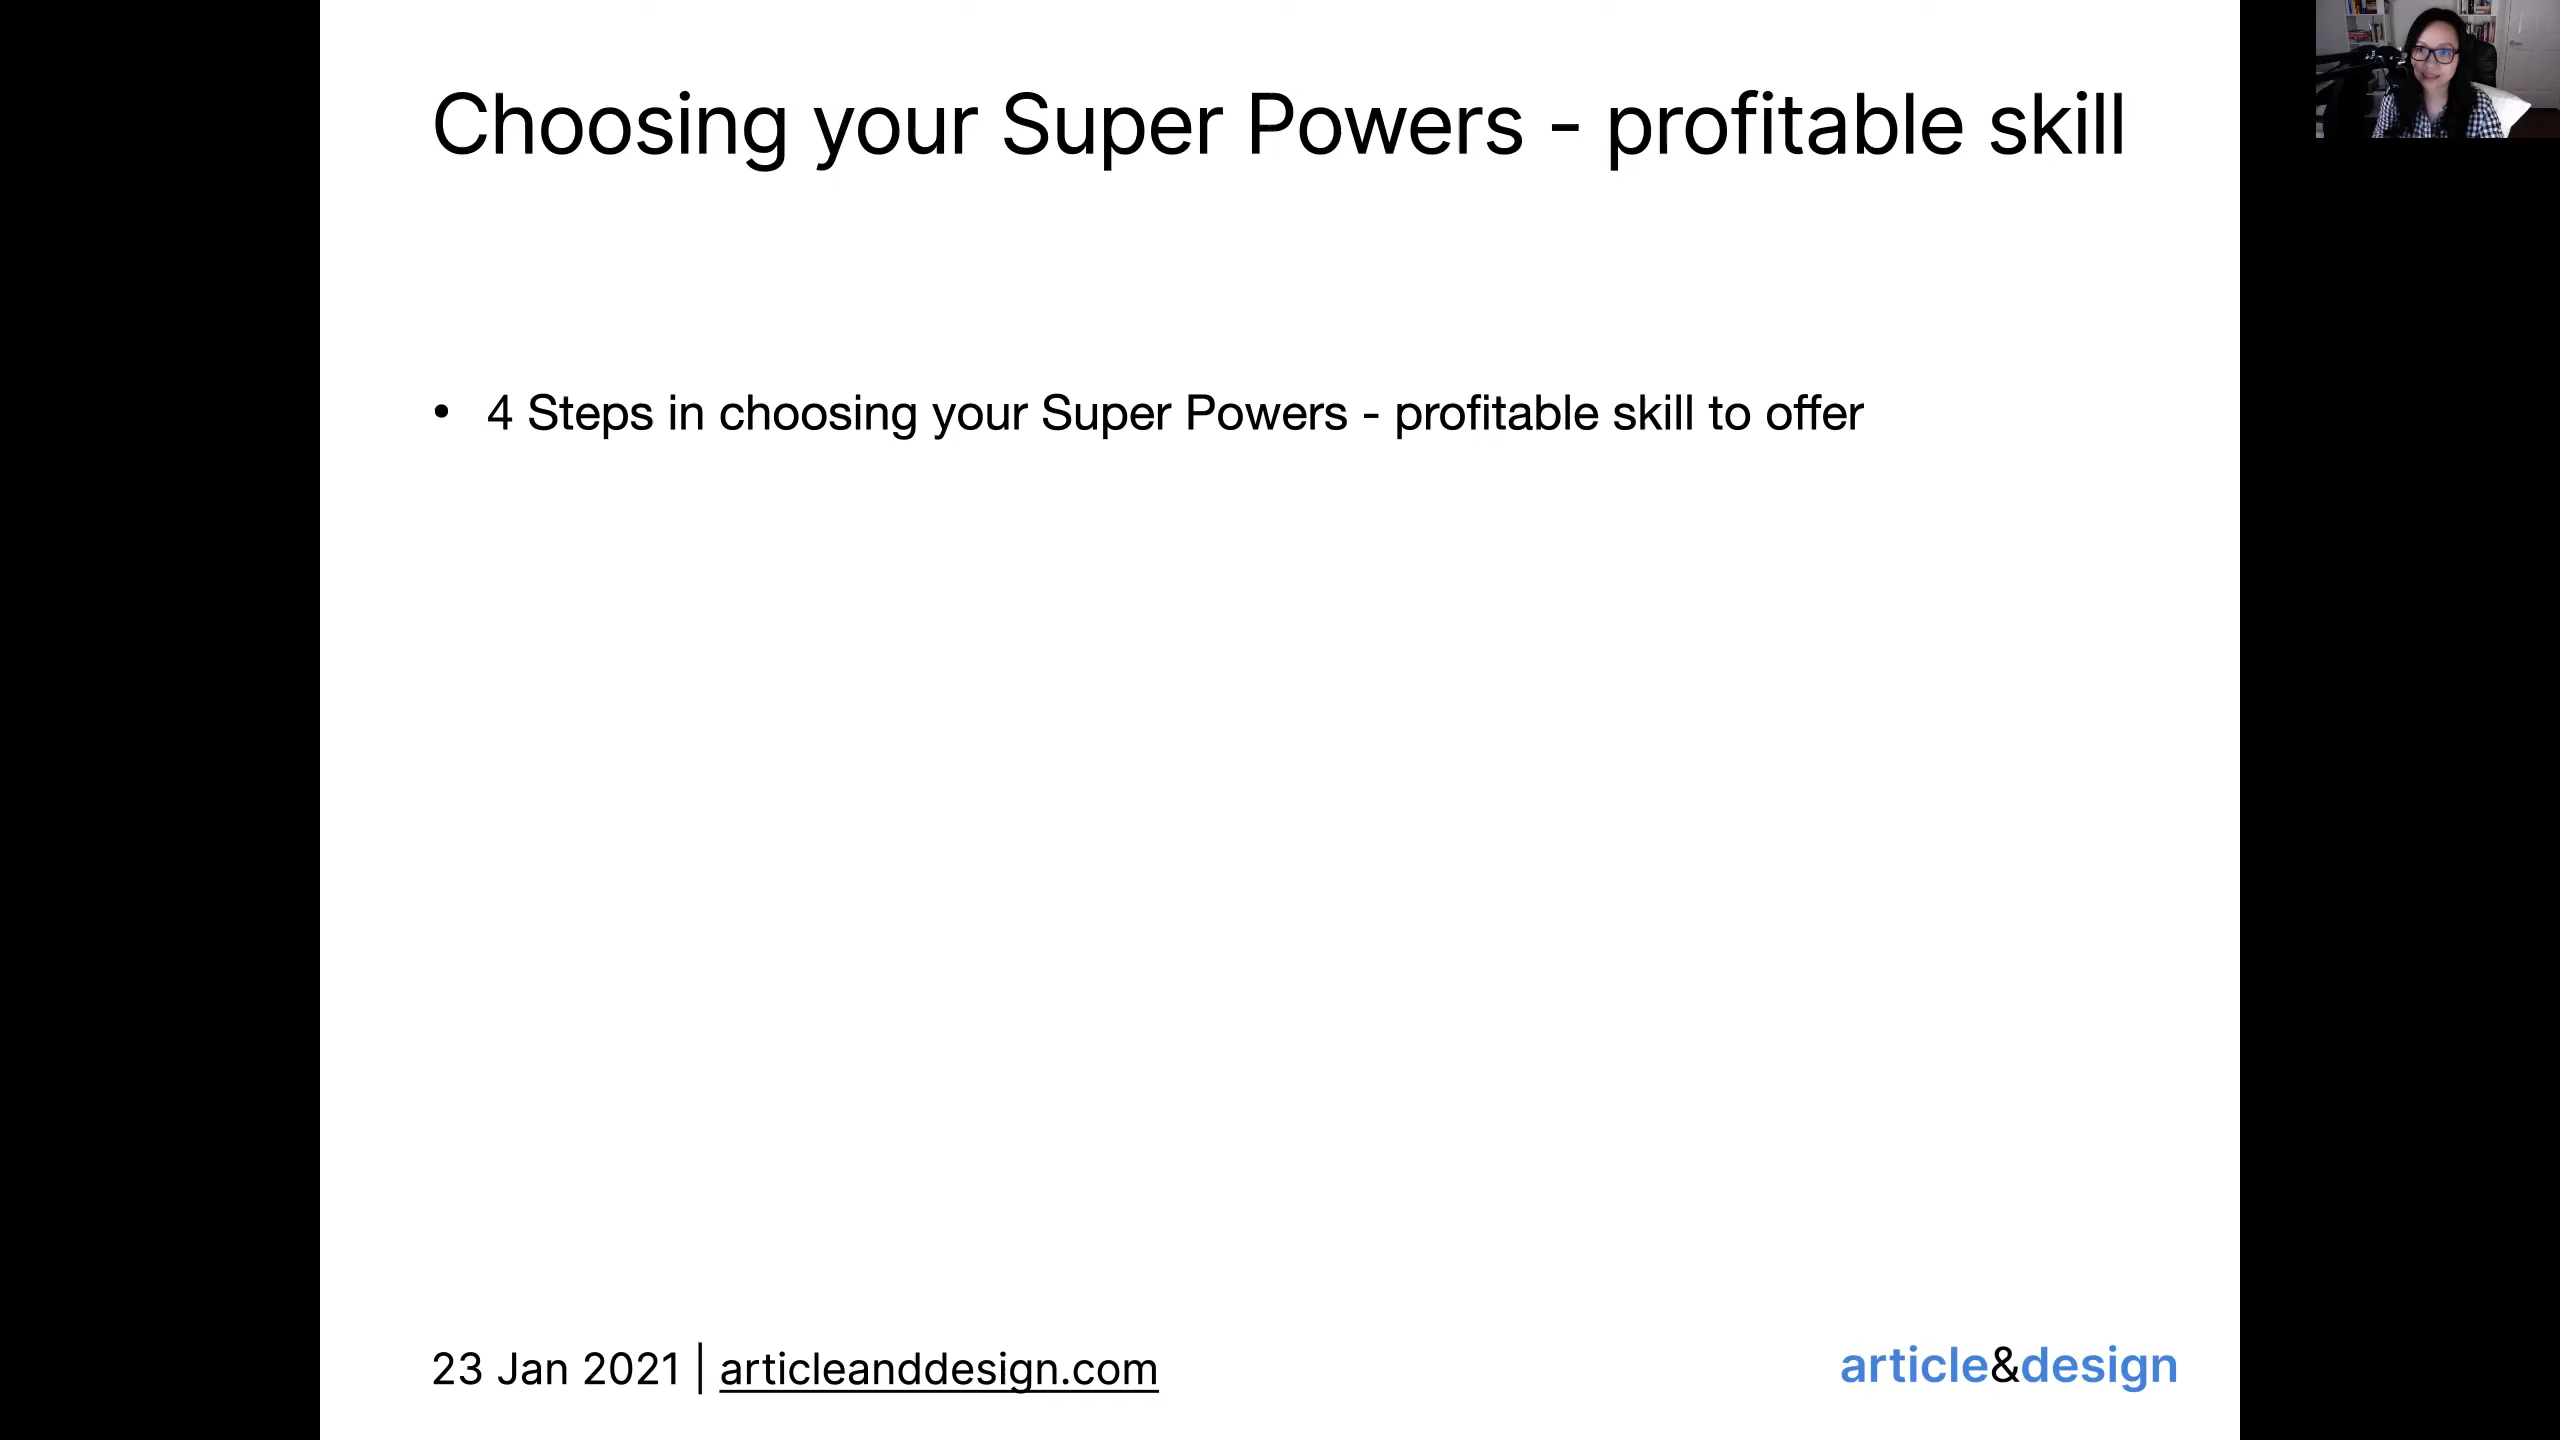 Choosing your Super Powers - profitable skill
• 4 Steps in choosing your Super Powers - profitable skill to offer
23 Jan 2021 | articleanddesign.com
article&design